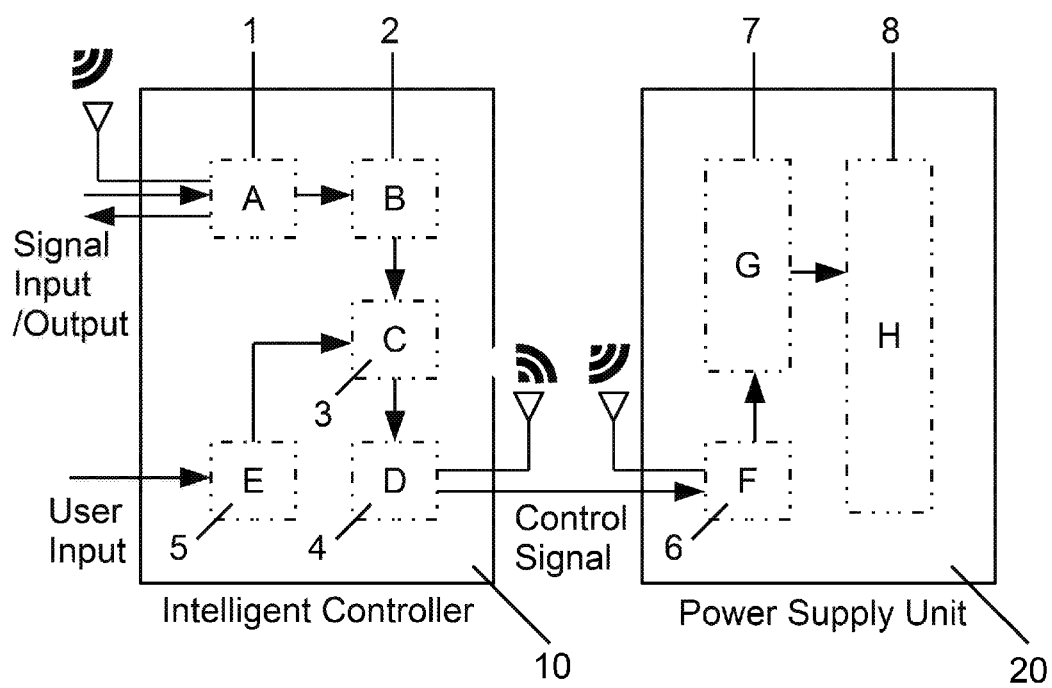 1
2
7
8
A
B
Signal
Input
/Output
C
3
G
H
E
D
F
User
Input
5
4
Control
Signal
6
Intelligent Controller
Power Supply Unit
10
20